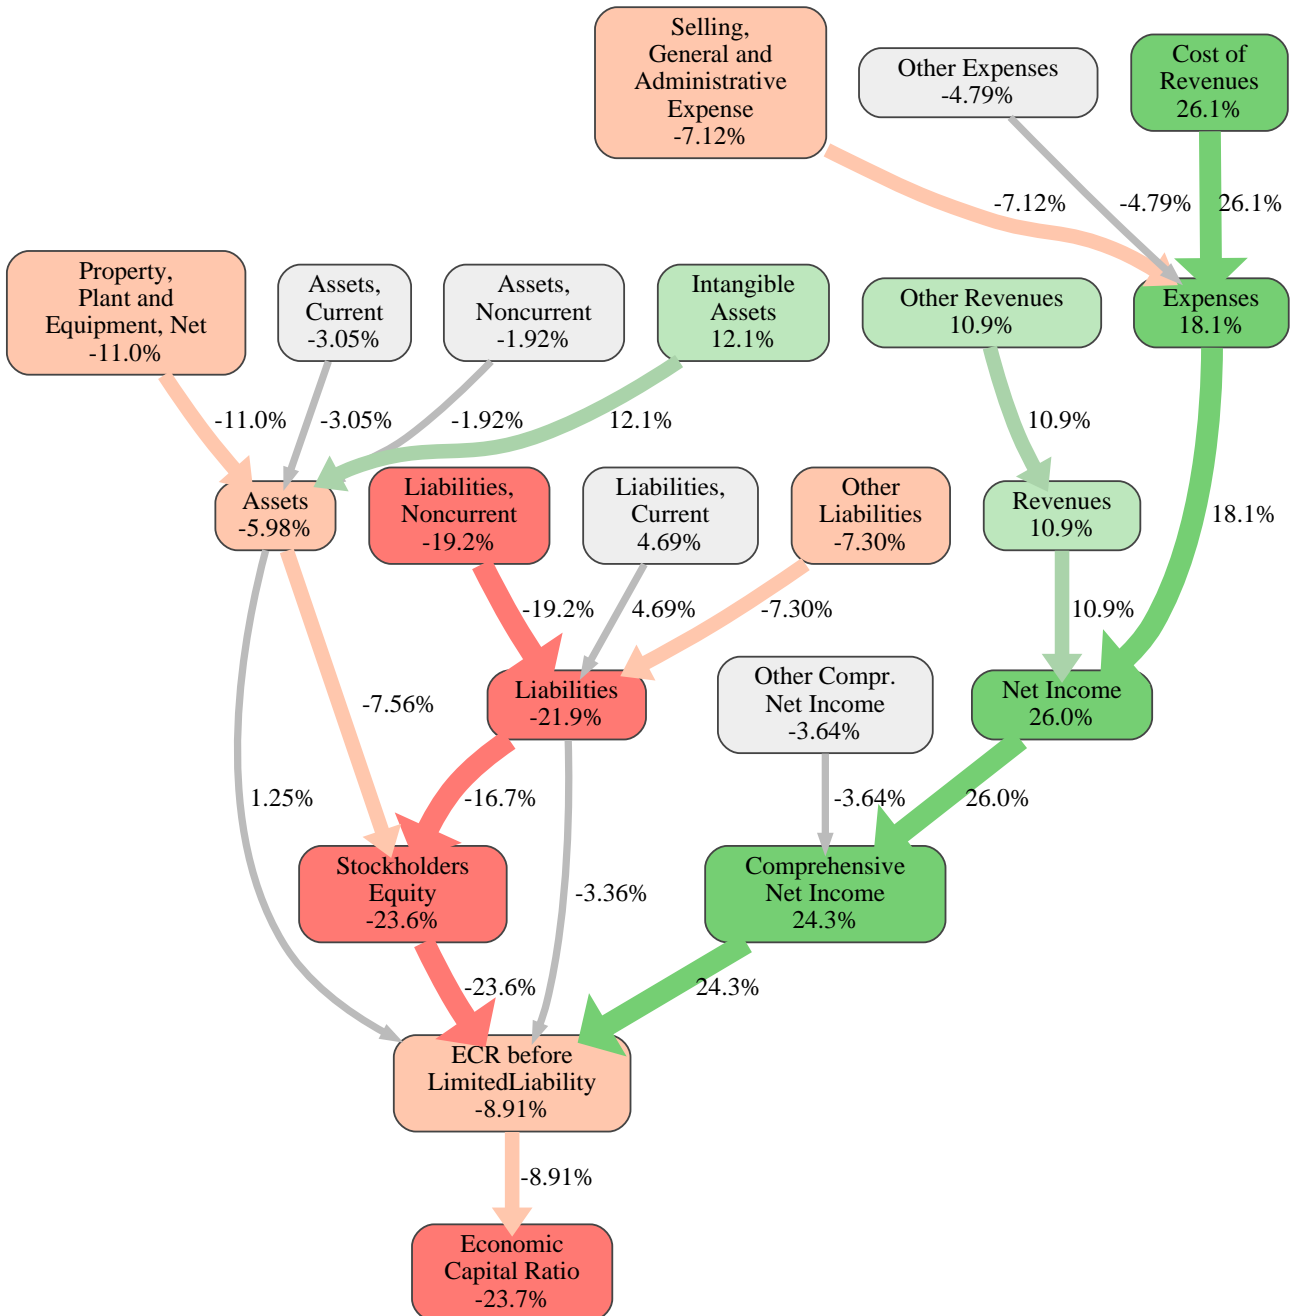 Selling,
General and
Administrative
Expense
-7.12%
Other Expenses
-4.79%
Cost of
Revenues
26.1%
-7.12%
-4.79%
26.1%
Property,
Plant and
Equipment, Net
-11.0%
Assets,
Current
-3.05%
Assets,
Noncurrent
-1.92%
Intangible
Assets
12.1%
Other Revenues
10.9%
Expenses
18.1%
-11.0%
-3.05%
-1.92%
12.1%
10.9%
18.1%
Assets
-5.98%
Liabilities,
Noncurrent
-19.2%
Liabilities,
Current
4.69%
Other
Liabilities
-7.30%
Revenues
10.9%
-19.2%
4.69%
-7.30%
10.9%
-7.56%
Liabilities
-21.9%
Other Compr.
Net Income
-3.64%
Net Income
26.0%
1.25%
-16.7%
-3.64%
26.0%
Stockholders
Equity
-23.6%
-3.36%
Comprehensive
Net Income
24.3%
-23.6%
24.3%
ECR before
LimitedLiability
-8.91%
-8.91%
Economic
Capital Ratio
-23.7%